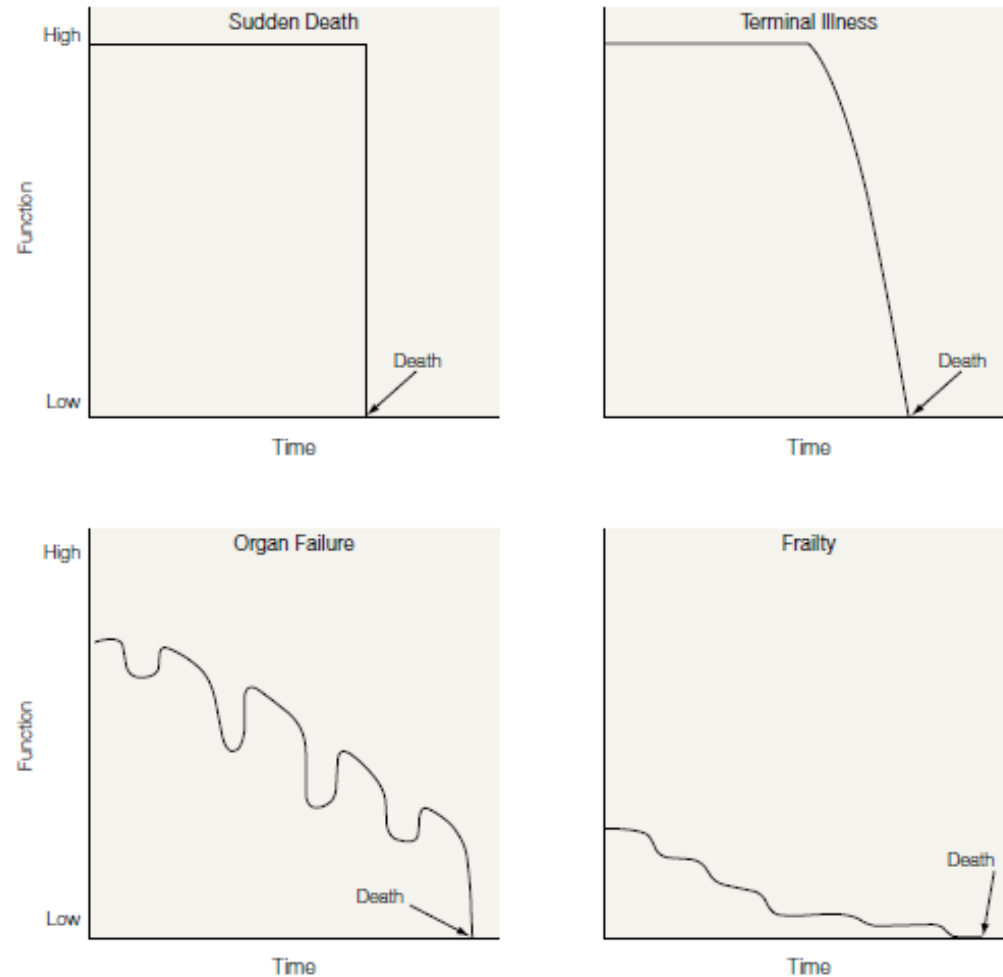 Sudden Death
High
Function
Low
Death
Time
Terminal Illness
Death
Time
Organ Failure
High
Function
Low
Death
Time
Frailty
Death
Time